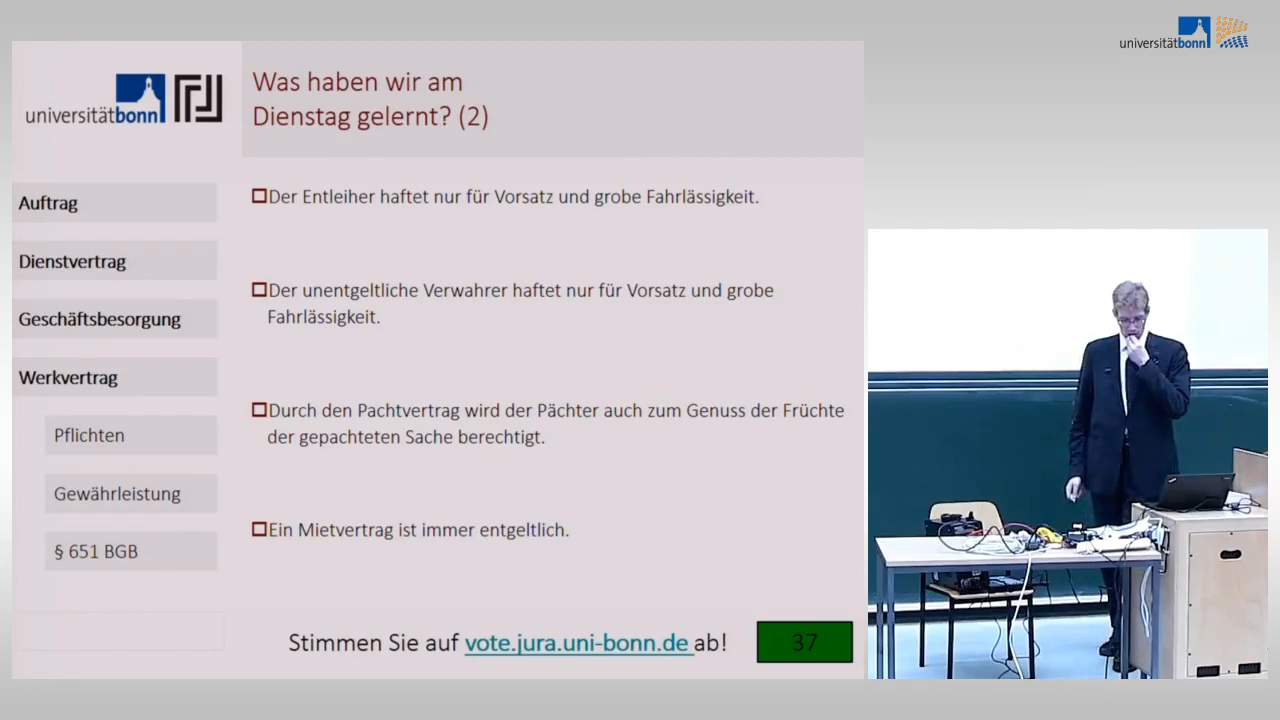 universitätbonn
universitätbonn
Was haben wir am
Dienstag gelernt? (2)
Auftrag
Dienstvertrag
Geschäftsbesorgung
Werkvertrag
Pflichten
Gewährleistung
§ 651 BGB
Der Entleiher haftet nur für Vorsatz und grobe Fahrlässigkeit.
Der unentgeltliche Verwahrer haftet nur für Vorsatz und grobe
Fahrlässigkeit.
Durch den Pachtvertrag wird der Pächter auch zum Genuss der Früchte
der gepachteten Sache berechtigt.
Ein Mietvertrag ist immer entgeltlich.
Stimmen Sie auf vote.jura.uni-bonn.de ab!
37